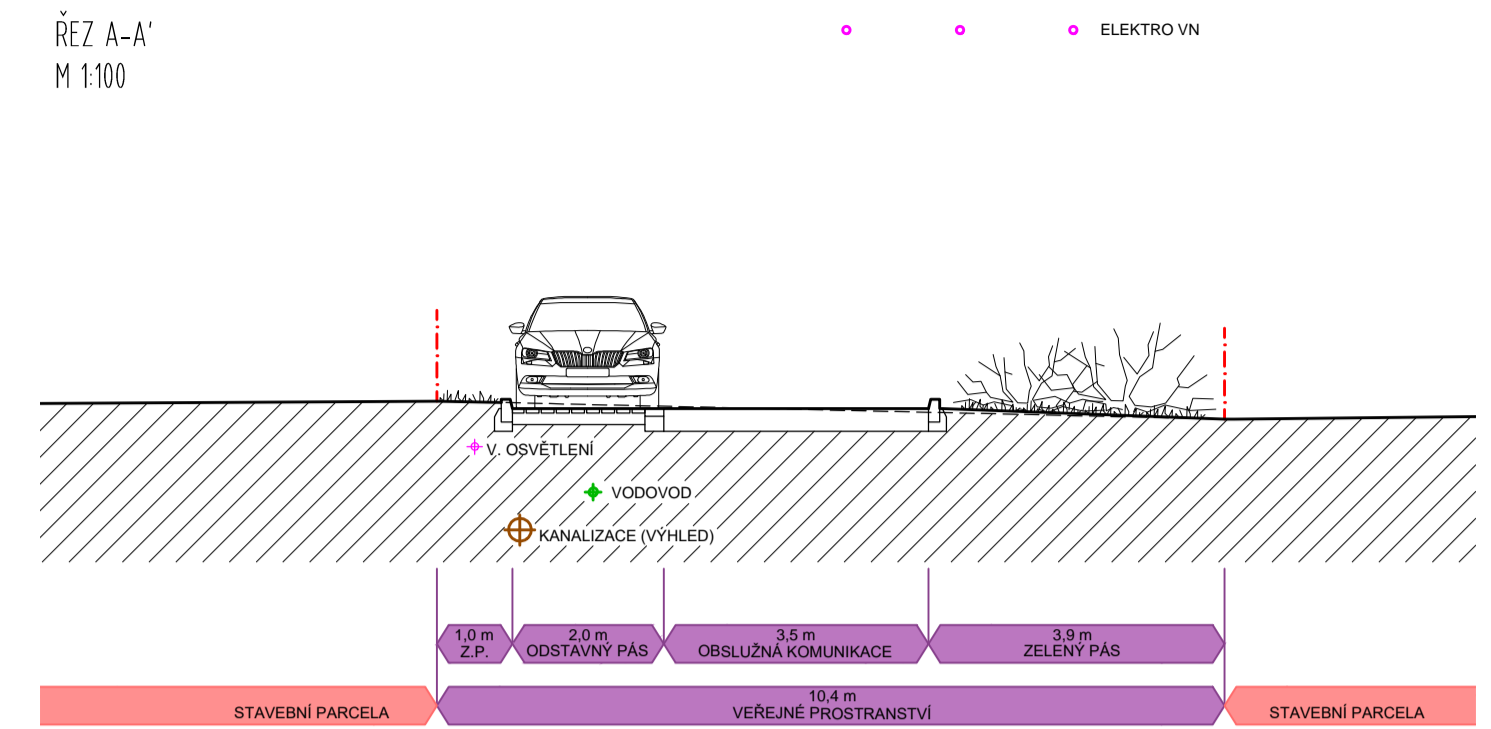 ŘEZ A-A'
M 1:100
ELEKTRO VN
V. OSVĚTLENÍ
VODOVOD
KANALIZACE (VÝHLED)
1,0 m
Z.P.
2,0 m
ODSTAVNÝ PÁS
3,5 m
OBSLUŽNÁ KOMUNIKACE
3,9 m
ZELENÝ PÁS
STAVEBNÍ PARCELA
10,4 m
VEŘEJNÉ PROSTRANSTVÍ
STAVEBNÍ PARCELA